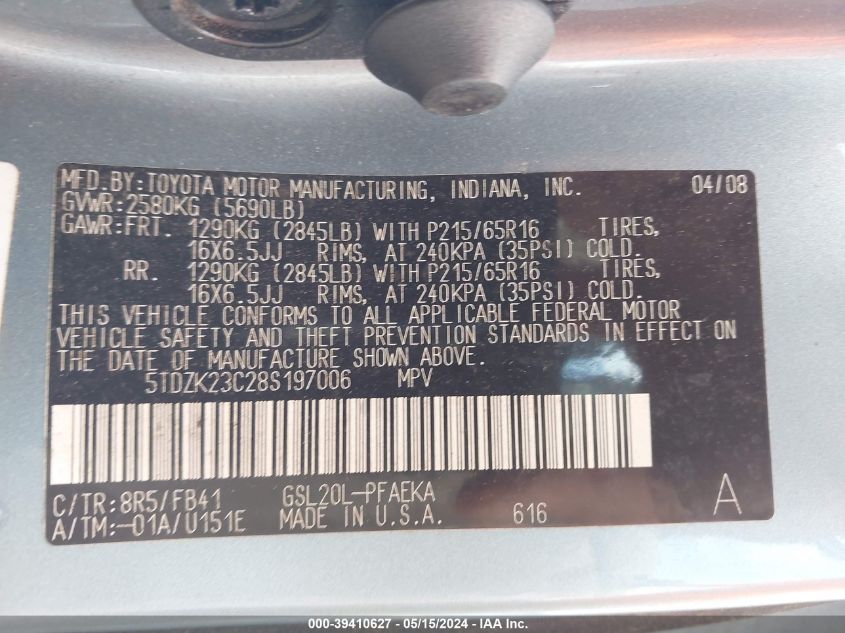 MFD.BY:TOYOTA MOTOR MANUFACTURING, INDIANA, INC. 04/08
GVWR:2580KG (5690LB)
GAWR:FRT. 1290KG (2845LB) WITH P215/65R16 TIRES,
16X6.5JJ RIMS, AT 240KPA (35PSI) COLD.
RR. 1290KG (2845LB) WITH P215/65R16 TIRES,
16X6.5JJ RIMS, AT 240KPA (35PSI) COLD.
THIS VEHICLE CONFORMS TO ALL APPLICABLE FEDERAL MOTOR
VEHICLE SAFETY AND THEFT PREVENTION STANDARDS IN EFFECT ON
THE DATE OF MANUFACTURE SHOWN ABOVE.
5TDZK23C28S197006 MPV
C/TR:8R5/FB41 GSL20L-PFAEKA A
A/TM:-01A/U151E MADE IN U.S.A. 616
000-39410627 - 05/15/2024 - IAA Inc.